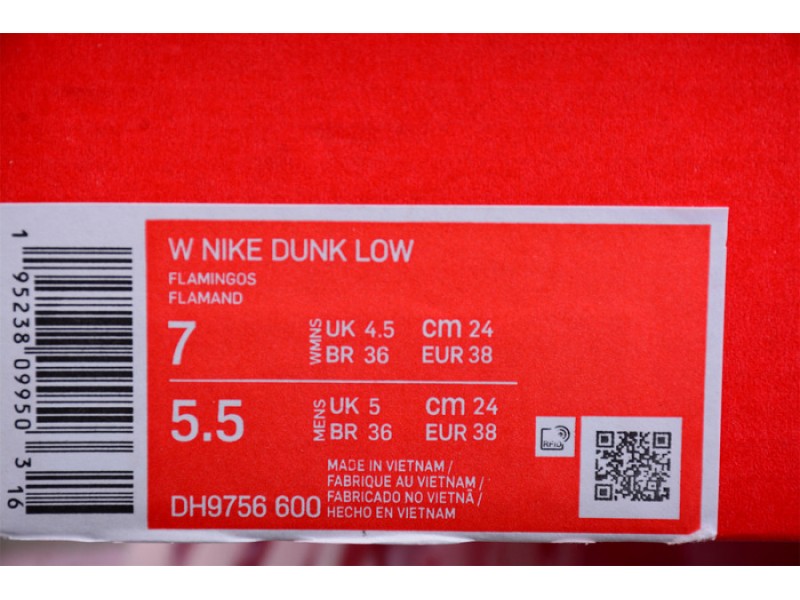 W NIKE DUNK LOW
FLAMINGOS
FLAMAND
7
WMNS
UK 4.5 cm 24
BR 36 EUR 38
5.5
MENS
UK 5 cm 24
BR 36 EUR 38
MADE IN VIETNAM /
FABRIQUE AU VIETNAM /
FABRICADO NO VIETNÃ /
HECHO EN VIETNAM
DH9756 600
RFID
1 95238 09950 3 16